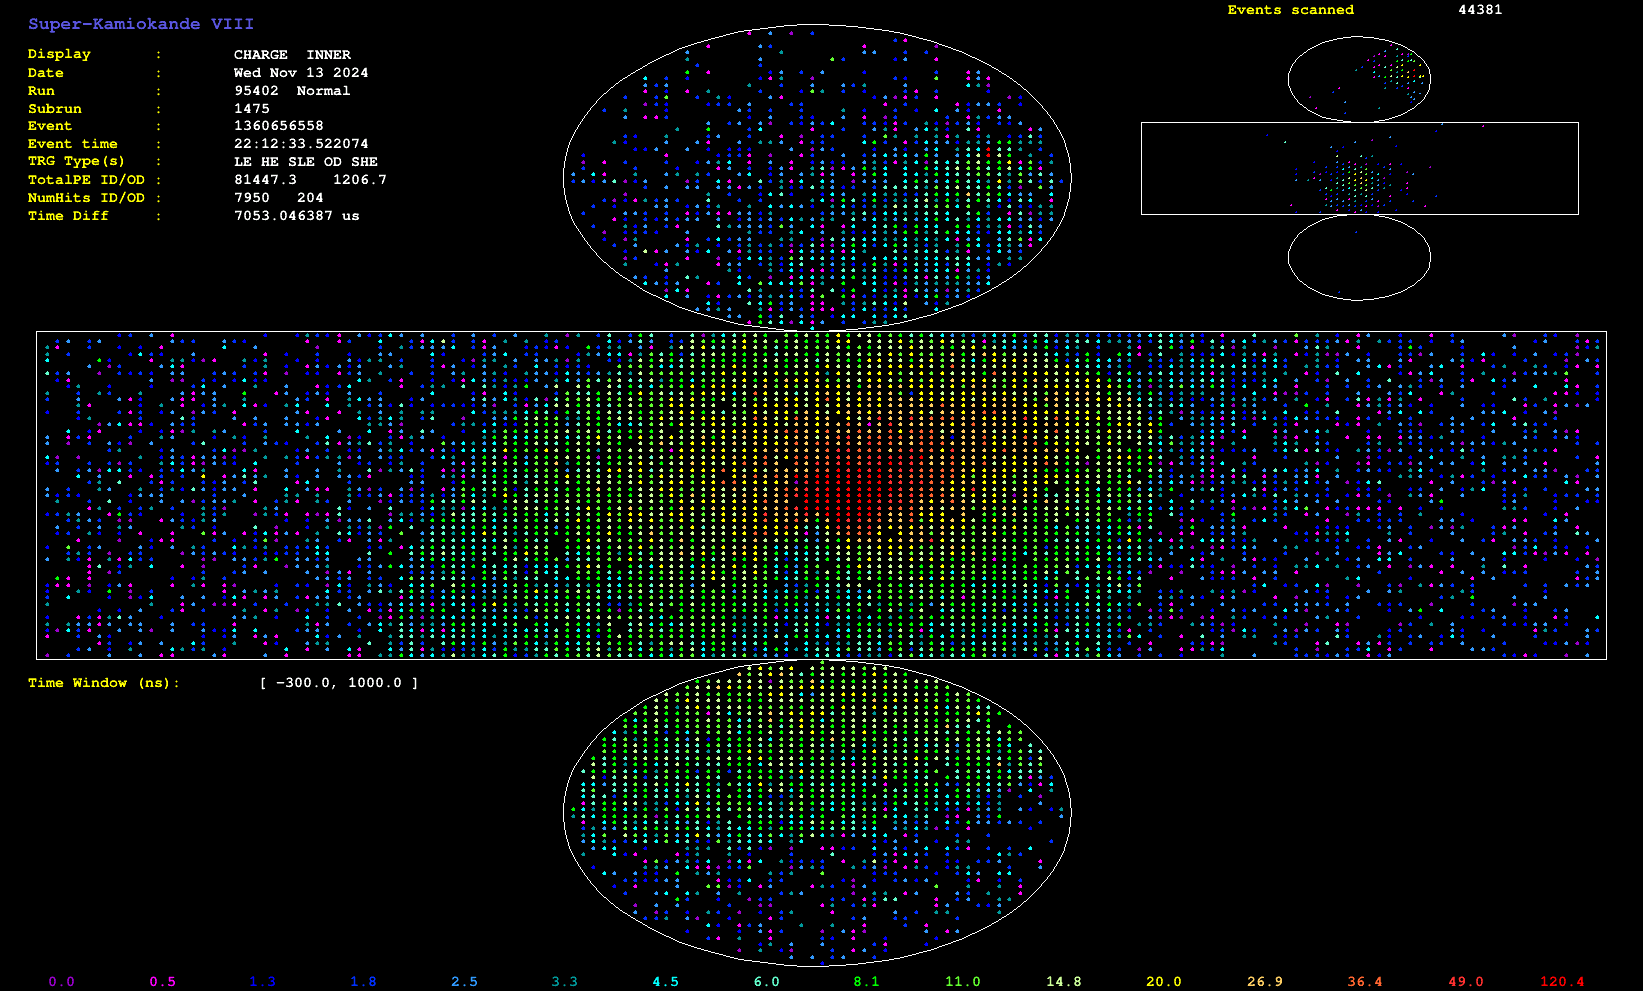 Super-Kamiokande VIII
Events scanned 44381
Display : CHARGE INNER
Date : Wed Nov 13 2024
Run : 95402 Normal
Subrun : 1475
Event : 1360656558
Event time : 22:12:33.522074
TRG Type(s) : LE HE SLE OD SHE
TotalPE ID/OD : 81447.3 1206.7
NumHits ID/OD : 7950 204
Time Diff : 7053.046387 us
Time Window (ns): [ -300.0, 1000.0 ]
0.0 0.5 1.3 1.8 2.5 3.3 4.5 6.0 8.1 11.0 14.8 20.0 26.9 36.4 49.0 120.4